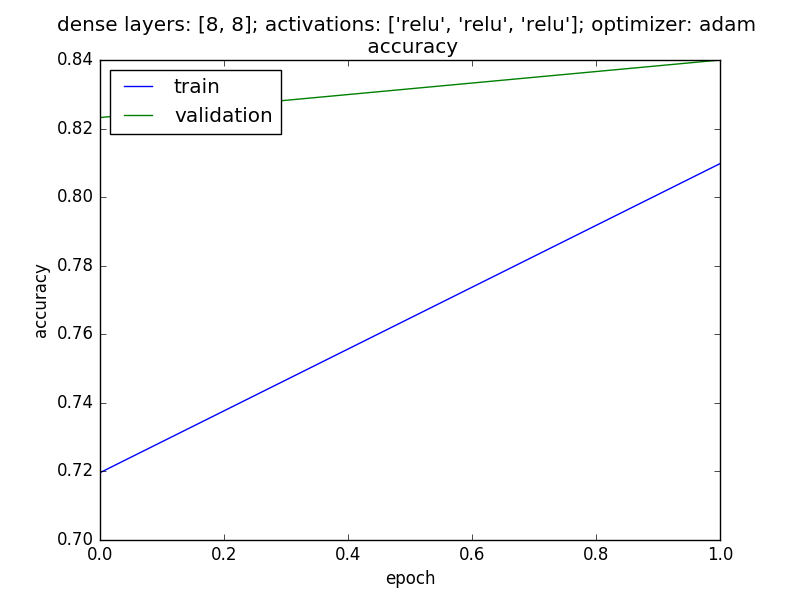 dense layers: [8, 8]; activations: ['relu', 'relu', 'relu']; optimizer: adam
accuracy
0.84
train
validation
0.82
0.80
0.78
accuracy
0.76
0.74
0.72
0.70
0.0 0.2 0.4 0.6 0.8 1.0
epoch